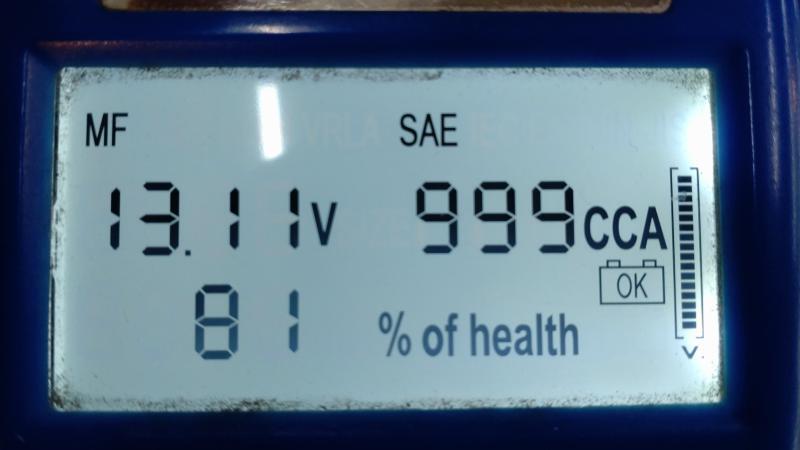 MF SAE
13.11V 999CCA
OK
81 % of health